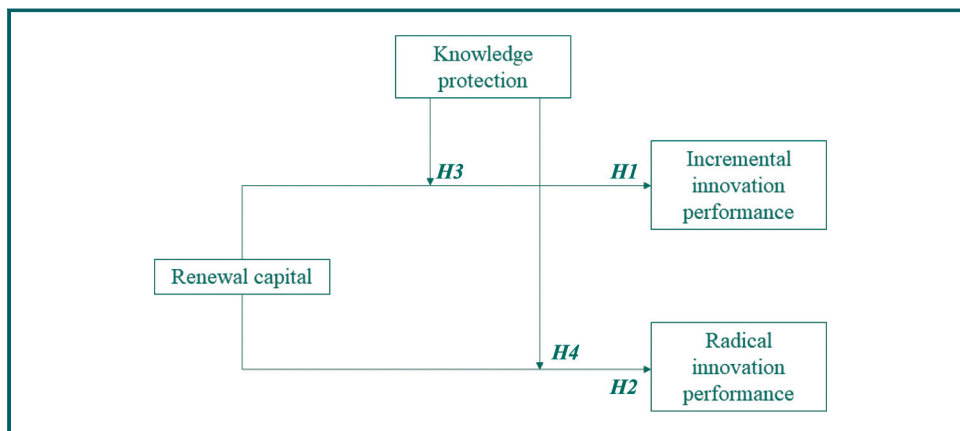 Knowledge
protection
H3
H1
Incremental
innovation
performance
Renewal capital
H4
H2
Radical
innovation
performance